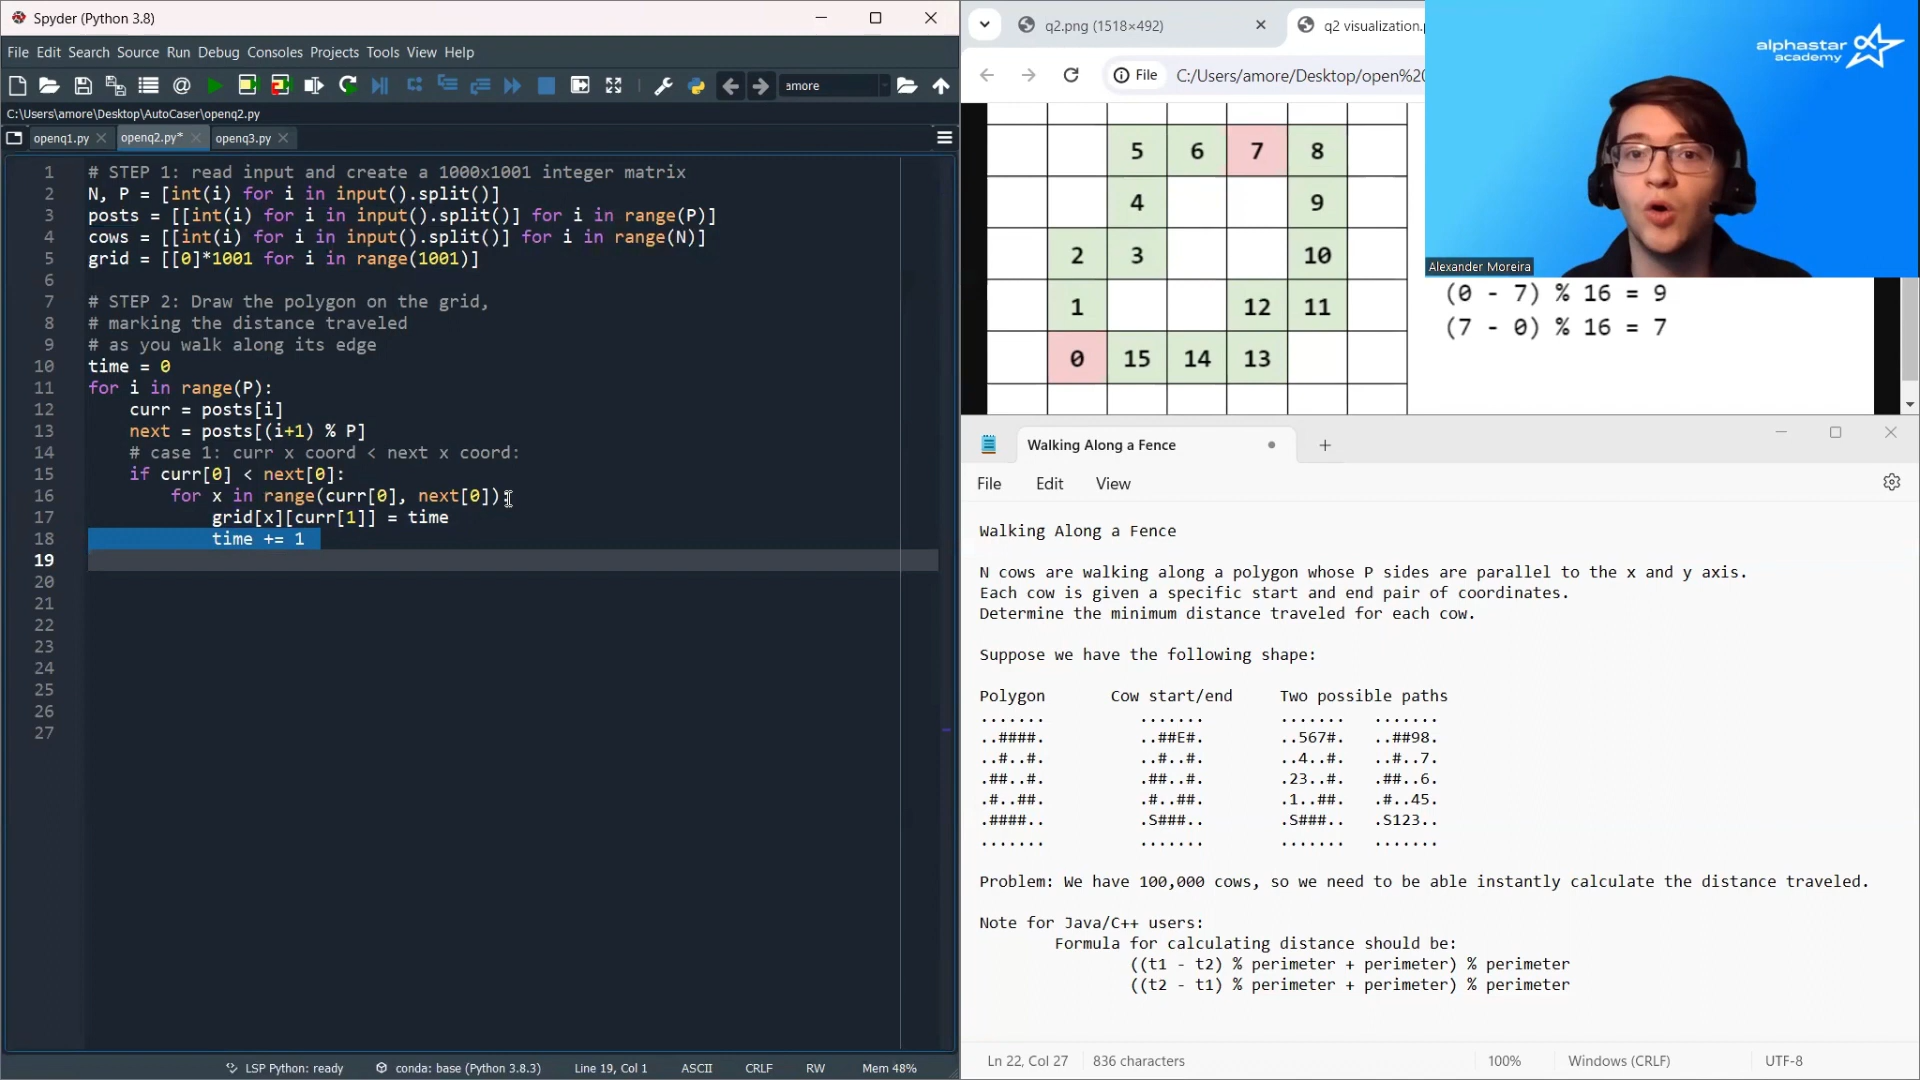 Spyder (Python 3.8)
File Edit Search Source Run Debug Consoles Projects Tools View Help
amore
C:\Users\amore\Desktop\AutoCaser\openq2.py
openq1.py openq2.py* openq3.py
1 # STEP 1: read input and create a 1000x1001 integer matrix
2 N, P = [int(i) for i in input().split()]
3 posts = [[int(i) for i in input().split()] for i in range(P)]
4 cows = [[int(i) for i in input().split()] for i in range(N)]
5 grid = [[0]*1001 for i in range(1001)]
6
7 # STEP 2: Draw the polygon on the grid,
8 # marking the distance traveled
9 # as you walk along its edge
10 time = 0
11 for i in range(P):
12 curr = posts[i]
13 next = posts[(i+1) % P]
14 # case 1: curr x coord < next x coord:
15 if curr[0] < next[0]:
16 for x in range(curr[0], next[0]):
17 grid[x][curr[1]] = time
18 time += 1
19
20
21
22
23
24
25
26
27
LSP Python: ready conda: base (Python 3.8.3) Line 19, Col 1 ASCII CRLF RW Mem 48%
q2.png (1518×492) q2 visualization.
File C:/Users/amore/Desktop/open%20
5 6 7 8
4 9
2 3 10
1 12 11
0 15 14 13
alphastar
academy
Alexander Moreira
(0 - 7) % 16 = 9
(7 - 0) % 16 = 7
Walking Along a Fence
File Edit View
Walking Along a Fence
N cows are walking along a polygon whose P sides are parallel to the x and y axis.
Each cow is given a specific start and end pair of coordinates.
Determine the minimum distance traveled for each cow.
Suppose we have the following shape:
Polygon Cow start/end Two possible paths
....... ....... ....... .......
..####. ..##E#. ..567#. ..##98.
..#..#. ..#..#. ..4..#. ..#..7.
.##..#. .##..#. .23..#. .##..6.
.#..##. .#..##. .1..##. .#..45.
.####.. .S###.. .S###.. .S123..
....... ....... ....... .......
Problem: We have 100,000 cows, so we need to be able instantly calculate the distance traveled.
Note for Java/C++ users:
Formula for calculating distance should be:
((t1 - t2) % perimeter + perimeter) % perimeter
((t2 - t1) % perimeter + perimeter) % perimeter
Ln 22, Col 27 836 characters 100% Windows (CRLF) UTF-8